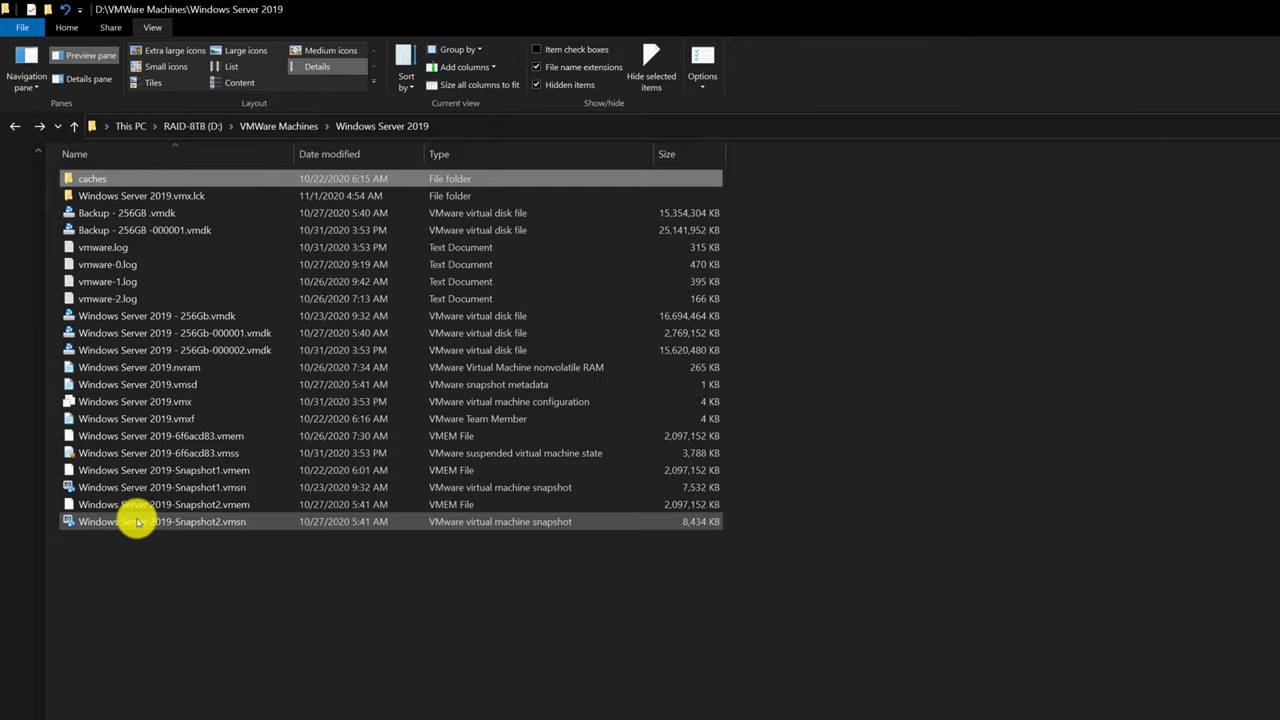 D:\VMWare Machines\Windows Server 2019
File Home Share View
Navigation pane
Preview pane
Details pane
Panes
Extra large icons Large icons Medium icons
Small icons List Details
Tiles Content
Layout
Sort by
Group by
Add columns
Size all columns to fit
Current view
Item check boxes
File name extensions
Hidden items
Hide selected items
Show/hide
Options
This PC > RAID-8TB (D:) > VMWare Machines > Windows Server 2019
Name Date modified Type Size
caches 10/22/2020 6:15 AM File folder
Windows Server 2019.vmx.lck 11/1/2020 4:54 AM File folder
Backup - 256GB .vmdk 10/27/2020 5:40 AM VMware virtual disk file 15,354,304 KB
Backup - 256GB -000001.vmdk 10/31/2020 3:53 PM VMware virtual disk file 25,141,952 KB
vmware.log 10/31/2020 3:53 PM Text Document 315 KB
vmware-0.log 10/27/2020 9:19 AM Text Document 470 KB
vmware-1.log 10/26/2020 9:42 AM Text Document 395 KB
vmware-2.log 10/26/2020 7:13 AM Text Document 166 KB
Windows Server 2019 - 256Gb.vmdk 10/23/2020 9:32 AM VMware virtual disk file 16,694,464 KB
Windows Server 2019 - 256Gb-000001.vmdk 10/27/2020 5:40 AM VMware virtual disk file 2,769,152 KB
Windows Server 2019 - 256Gb-000002.vmdk 10/31/2020 3:53 PM VMware virtual disk file 15,620,480 KB
Windows Server 2019.nvram 10/26/2020 7:34 AM VMware Virtual Machine nonvolatile RAM 265 KB
Windows Server 2019.vmsd 10/27/2020 5:41 AM VMware snapshot metadata 1 KB
Windows Server 2019.vmx 10/31/2020 3:53 PM VMware virtual machine configuration 4 KB
Windows Server 2019.vmxf 10/22/2020 6:16 AM VMware Team Member 4 KB
Windows Server 2019-6f6acd83.vmem 10/26/2020 7:30 AM VMEM File 2,097,152 KB
Windows Server 2019-6f6acd83.vmss 10/31/2020 3:53 PM VMware suspended virtual machine state 3,788 KB
Windows Server 2019-Snapshot1.vmem 10/22/2020 6:01 AM VMEM File 2,097,152 KB
Windows Server 2019-Snapshot1.vmsn 10/23/2020 9:32 AM VMware virtual machine snapshot 7,532 KB
Windows Server 2019-Snapshot2.vmem 10/27/2020 5:41 AM VMEM File 2,097,152 KB
Windows Server 2019-Snapshot2.vmsn 10/27/2020 5:41 AM VMware virtual machine snapshot 8,434 KB